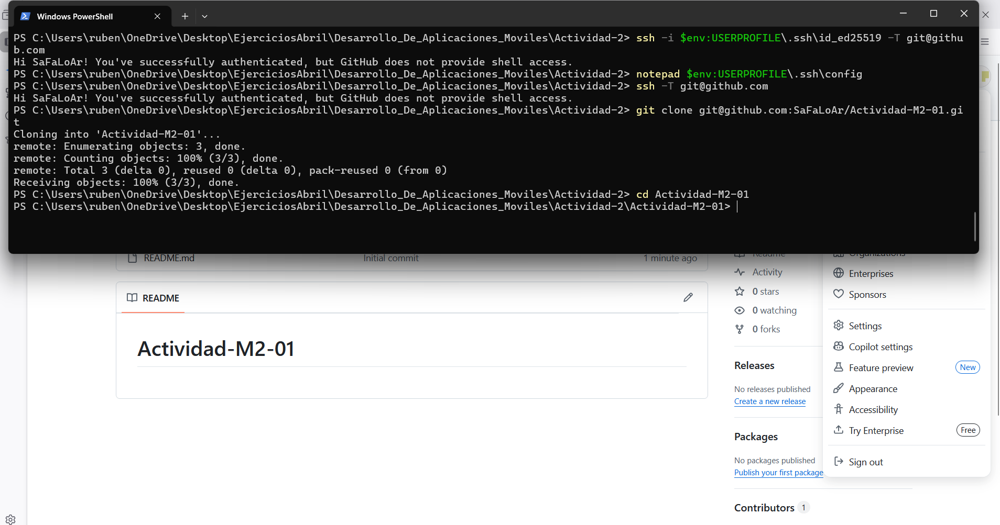 Windows PowerShell
PS C:\Users\ruben\OneDrive\Desktop\EjerciciosAbril\Desarrollo_De_Aplicaciones_Moviles\Actividad-2> ssh -i $env:USERPROFILE\.ssh\id_ed25519 -T git@githu
b.com
Hi SaFaLoAr! You've successfully authenticated, but GitHub does not provide shell access.
PS C:\Users\ruben\OneDrive\Desktop\EjerciciosAbril\Desarrollo_De_Aplicaciones_Moviles\Actividad-2> notepad $env:USERPROFILE\.ssh\config
PS C:\Users\ruben\OneDrive\Desktop\EjerciciosAbril\Desarrollo_De_Aplicaciones_Moviles\Actividad-2> ssh -T git@github.com
Hi SaFaLoAr! You've successfully authenticated, but GitHub does not provide shell access.
PS C:\Users\ruben\OneDrive\Desktop\EjerciciosAbril\Desarrollo_De_Aplicaciones_Moviles\Actividad-2> git clone git@github.com:SaFaLoAr/Actividad-M2-01.gi
t
Cloning into 'Actividad-M2-01'...
remote: Enumerating objects: 3, done.
remote: Counting objects: 100% (3/3), done.
remote: Total 3 (delta 0), reused 0 (delta 0), pack-reused 0 (from 0)
Receiving objects: 100% (3/3), done.
PS C:\Users\ruben\OneDrive\Desktop\EjerciciosAbril\Desarrollo_De_Aplicaciones_Moviles\Actividad-2> cd Actividad-M2-01
PS C:\Users\ruben\OneDrive\Desktop\EjerciciosAbril\Desarrollo_De_Aplicaciones_Moviles\Actividad-2\Actividad-M2-01>
README.md Initial commit 1 minute ago
README
Actividad-M2-01
Readme
Activity
0 stars
0 watching
0 forks
Releases
No releases published
Create a new release
Packages
No packages published
Publish your first package
Contributors 1
Organizations
Enterprises
Sponsors
Settings
Copilot settings
Feature preview New
Appearance
Accessibility
Try Enterprise Free
Sign out